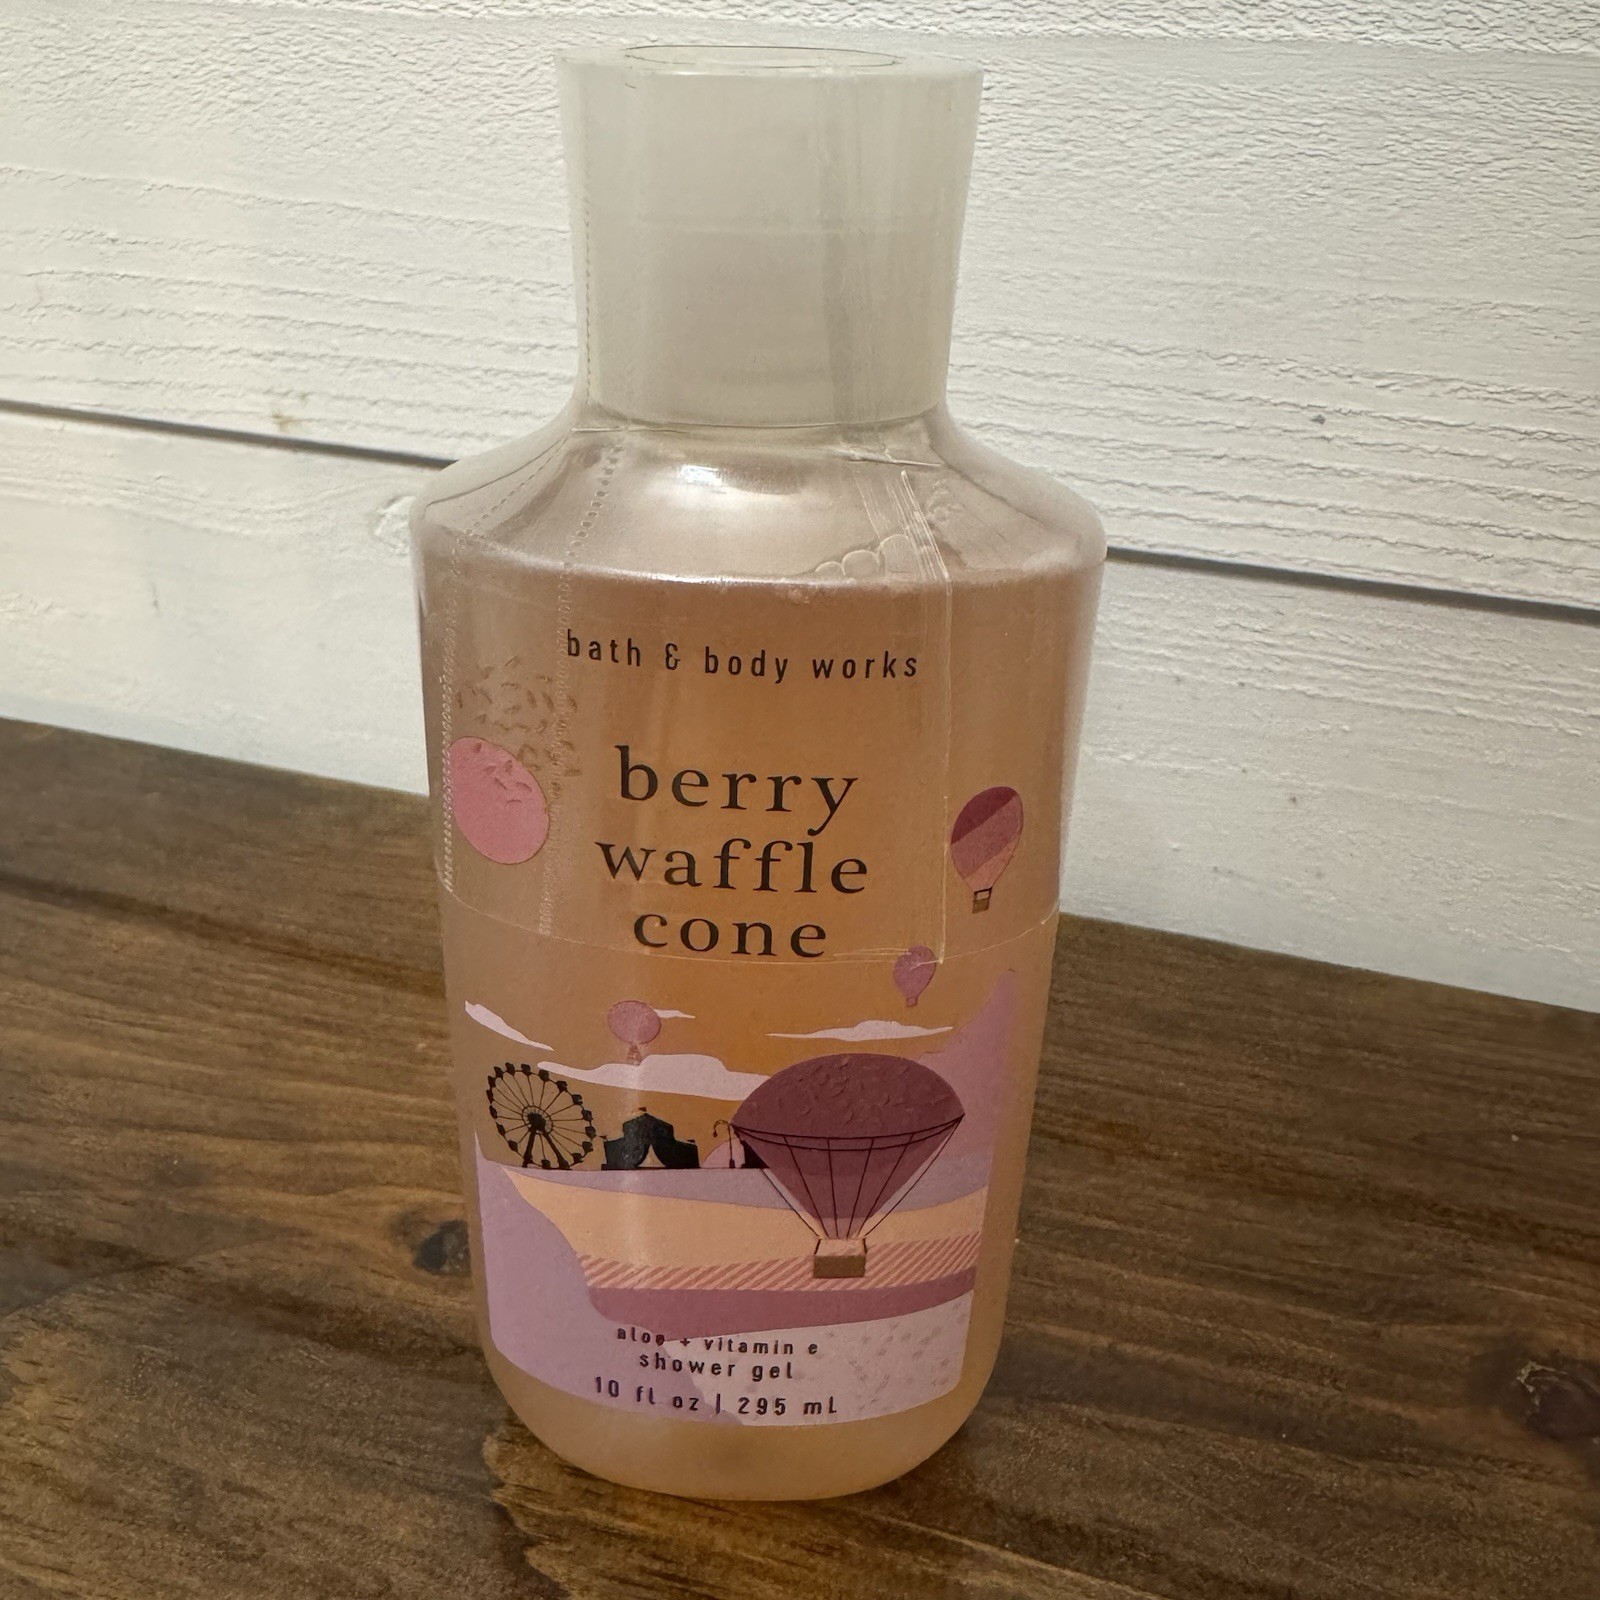 bath & body works
berry
waffle
cone
aloe + vitamin e
shower gel
10 fl oz | 295 mL